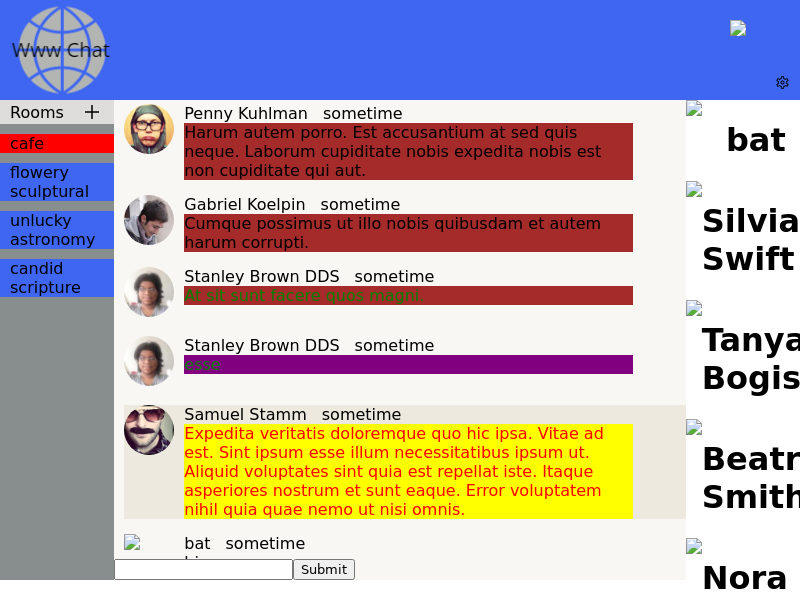 Www Chat
Rooms +
cafe
flowery
sculptural
unlucky
astronomy
candid
scripture
Penny Kuhlman sometime
Harum autem porro. Est accusantium at sed quis
neque. Laborum cupiditate nobis expedita nobis est
non cupiditate qui aut.
Gabriel Koelpin sometime
Cumque possimus ut illo nobis quibusdam et autem
harum corrupti.
Stanley Brown DDS sometime
At sit sunt facere quos magni.
Stanley Brown DDS sometime
esse
Samuel Stamm sometime
Expedita veritatis doloremque quo hic ipsa. Vitae ad
est. Sint ipsum esse illum necessitatibus ipsum ut.
Aliquid voluptates sint quia est repellat iste. Itaque
asperiores nostrum et sunt eaque. Error voluptatem
nihil quia quae nemo ut nisi omnis.
bat sometime
Submit
bat
Silvia
Swift
Tanya
Bogis
Beatr
Smith
Nora